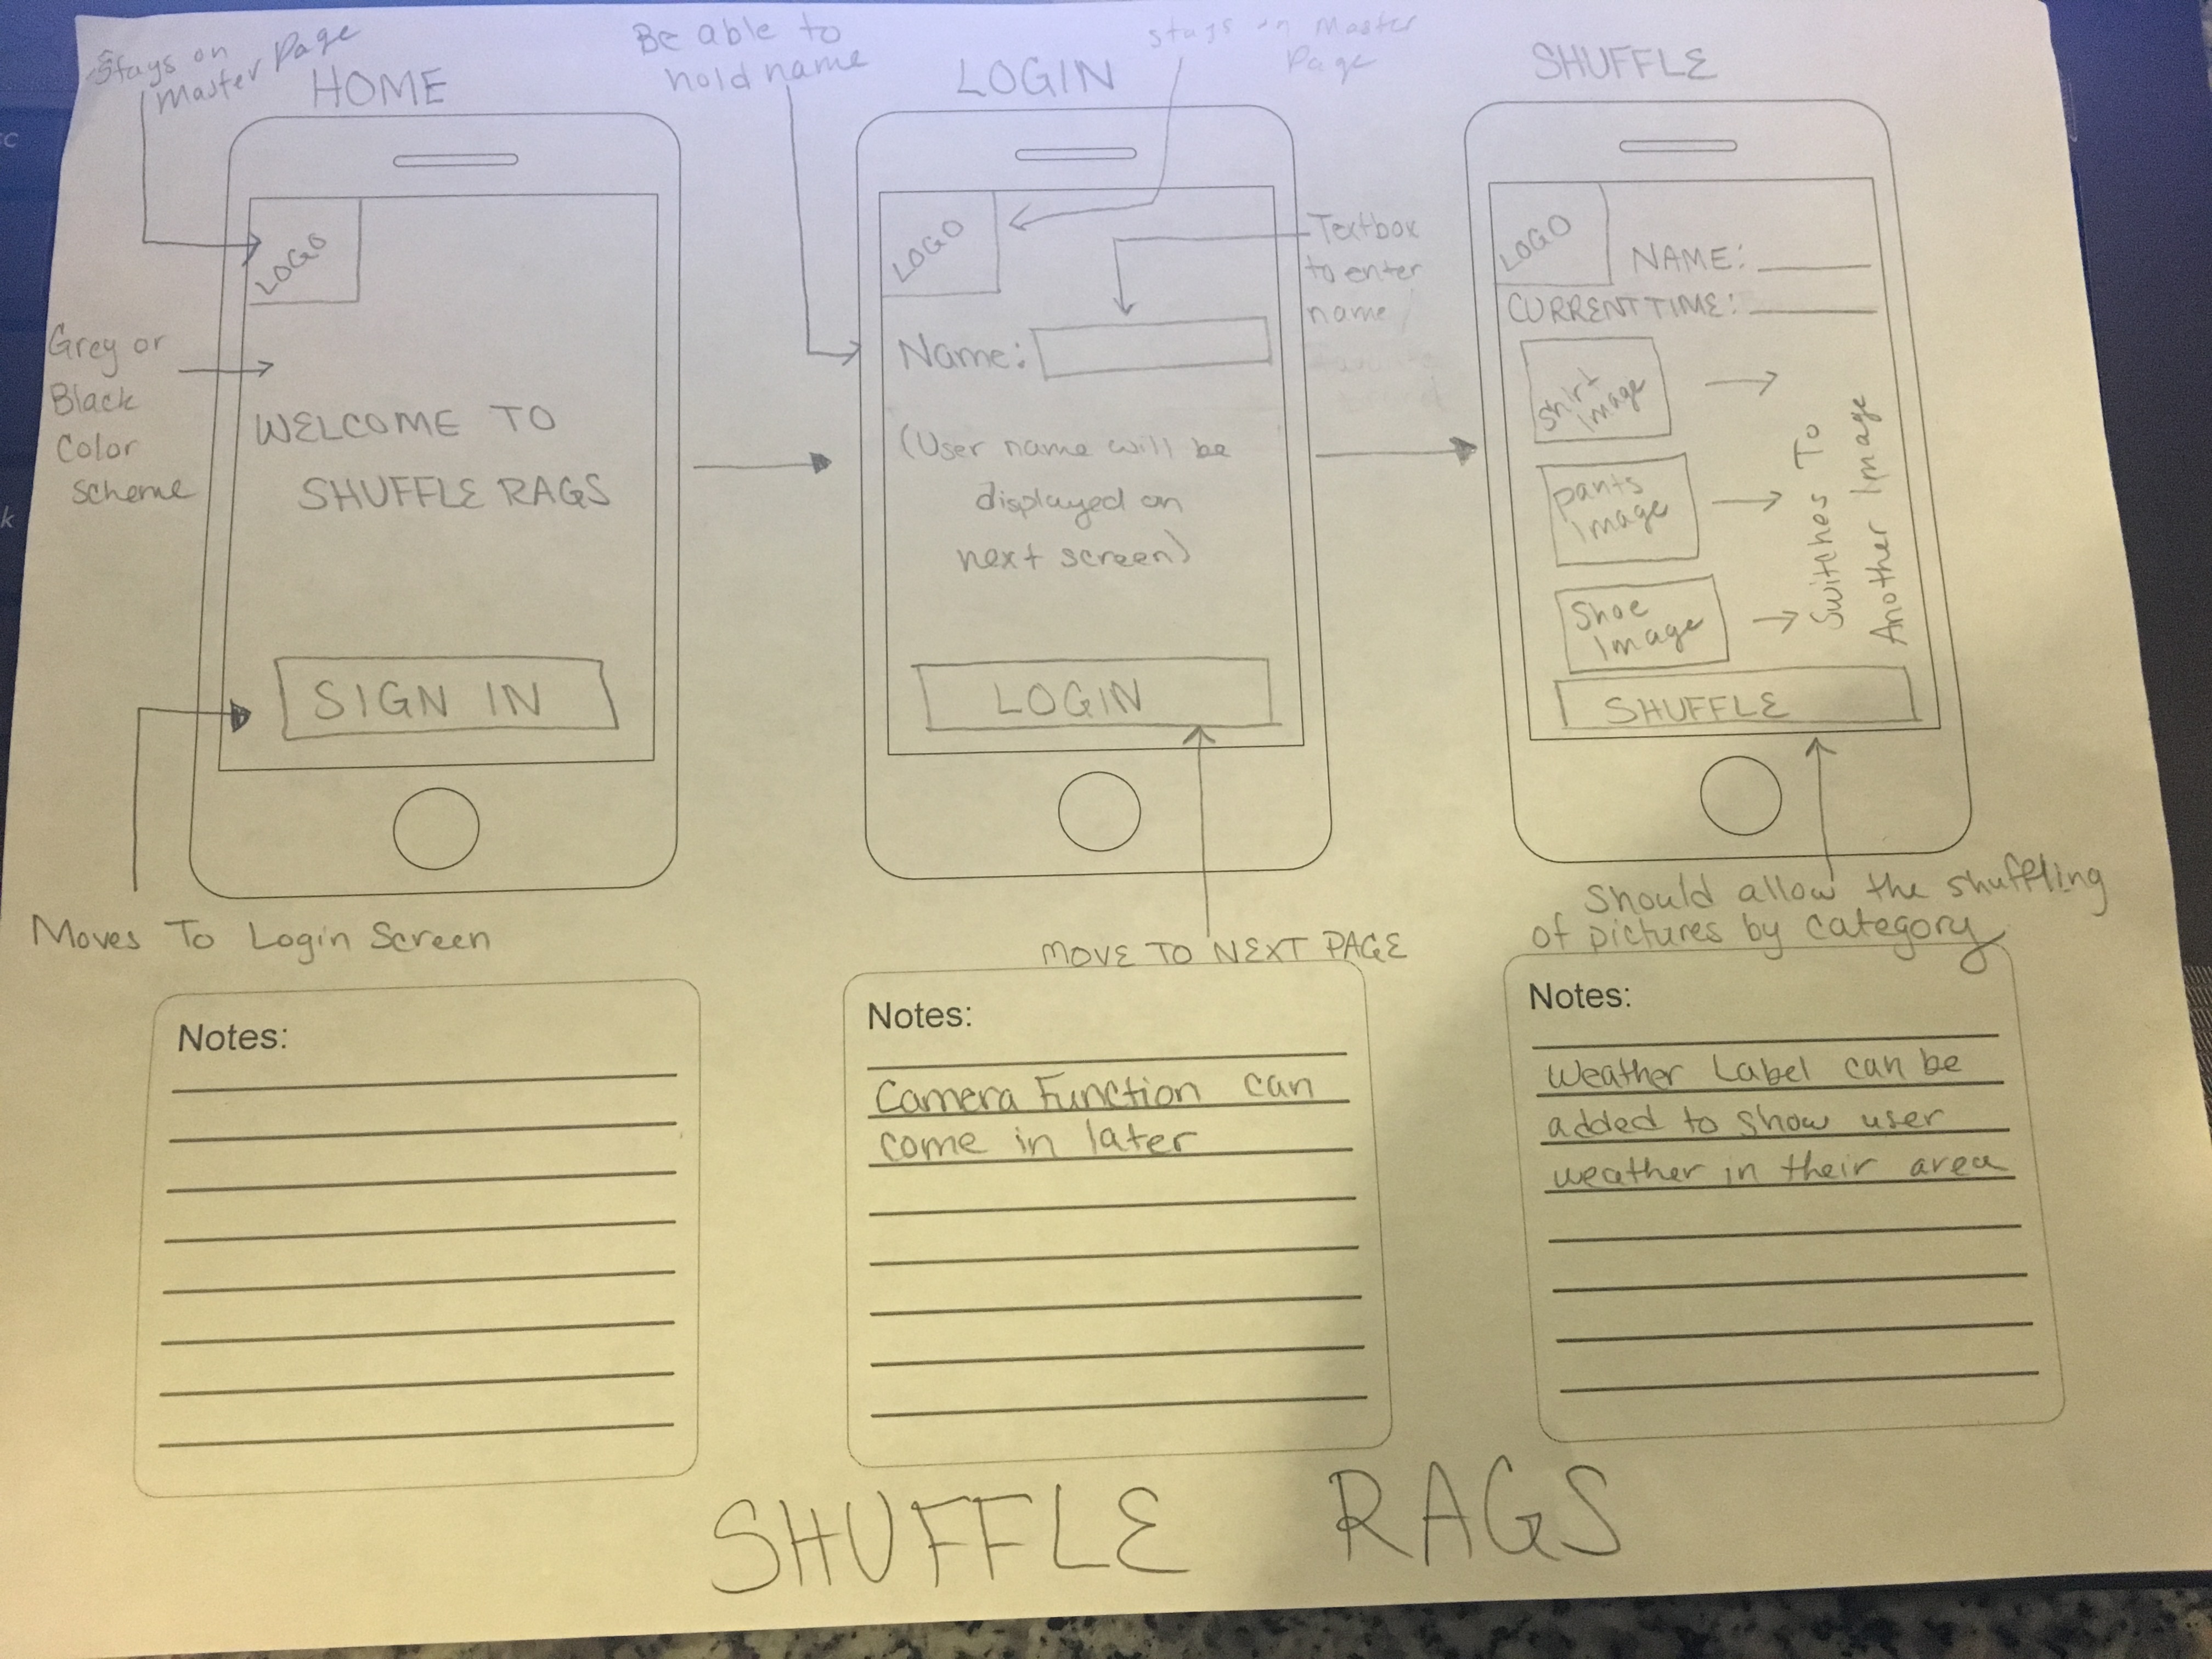 Stays on
Master Page
HOME
Grey or
Black
Color
scheme
LOGO
WELCOME TO
SHUFFLE RAGS
SIGN IN
Moves To Login Screen
Notes:
Be able to
hold name
LOGIN
stays on Master
Page
LOGO
Name:
Textbox
to enter
name
(User name will be
displayed on
next screen)
LOGIN
MOVE TO NEXT PAGE
Notes:
Camera Function can
come in later
SHUFFLE
LOGO
NAME:
CURRENT TIME:
Shirt
image
pants
image
Shoe
image
Switches To
Another Image
SHUFFLE
Should allow the shuffling
of pictures by category
Notes:
Weather Label can be
added to show user
weather in their area
SHUFFLE RAGS